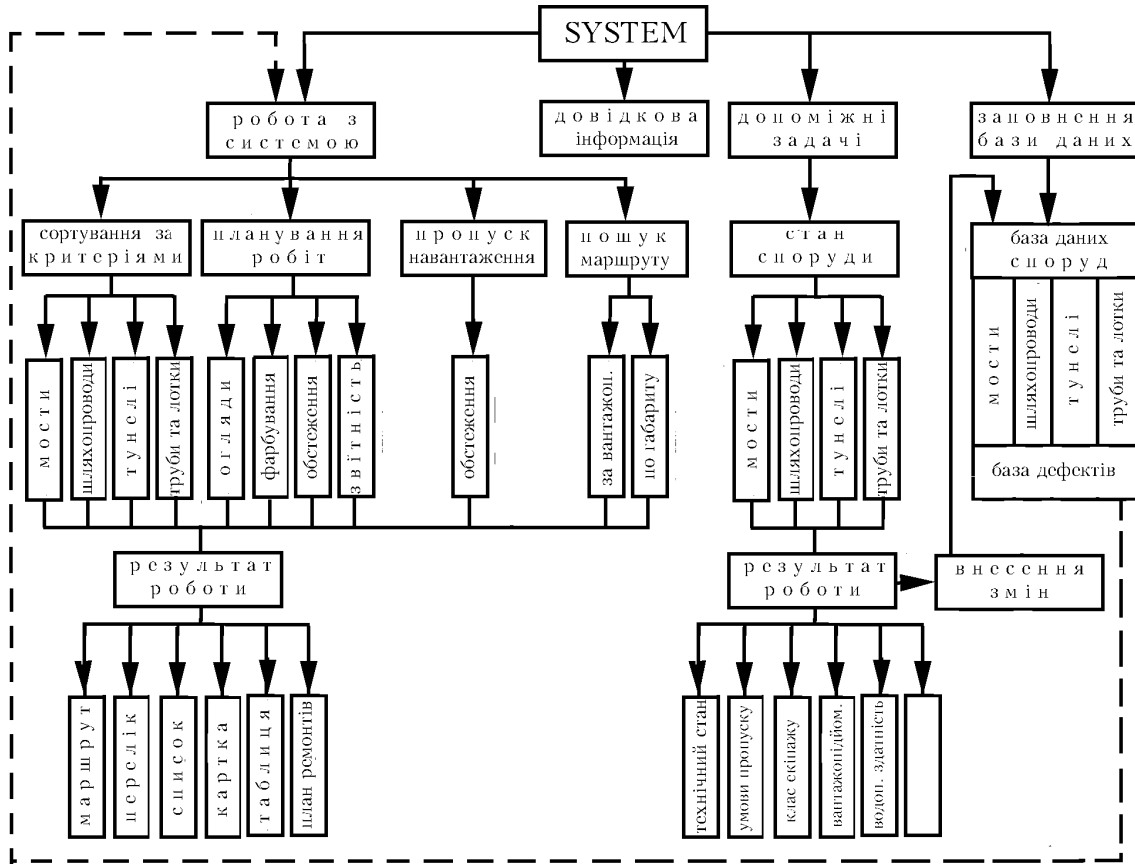 SYSTEM
робота з
системою
довідкова
інформація
допоміжні
задачі
заповнення
бази даних
сортування за
критеріями
планування
робіт
пропуск
навантаження
пошук
маршруту
стан
споруди
база даних
споруд
мости
шляхопроводи
тунелі
труби та лотки
огляди
фарбування
обстеження
звітність
обстеження
за вантажоп.
по габариту
мости
шляхопроводи
тунелі
труби та лотки
мости
шляхопроводи
тунелі
труби та лотки
база дефектів
результат
роботи
результат
роботи
внесення
змін
маршрут
перелік
список
картка
таблиця
план ремонтів
технічний стан
умови пропуску
клас екіпажу
вантажопідйом.
водоп. здатність